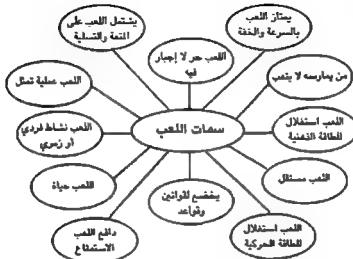 يمتاز اللعب
بالسرعة والخفة
يشتمل اللعب على
المتعة والتسلية
اللعب حر لا إجبار
فيه
من يمارسه لا يتعب
اللعب عملية تمثل
سمات اللعب
اللعب استغلال
للطاقة الذهنية
اللعب نشاط فردي
أو زمري
اللعب مستقل
اللعب حياة
يخضع لقوانين
وقواعد
اللعب استغلال
للطاقة الحركية
دافع اللعب
الاستمتاع